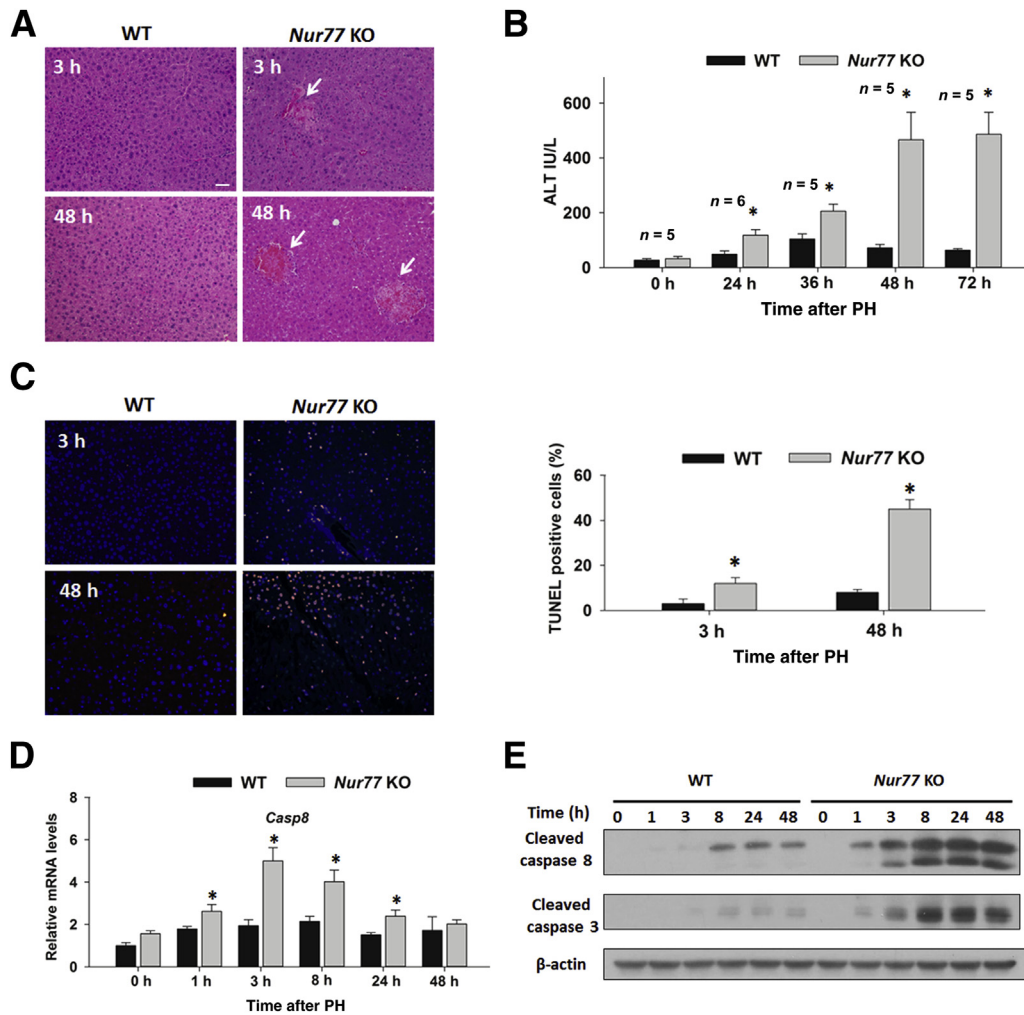 A
WT
Nur77 KO
3 h
3 h
48 h
48 h
B
WT
Nur77 KO
ALT IU/L
600
400
200
0
n = 5
n = 6
*
n = 5
*
n = 5
*
n = 5
*
0 h
24 h
36 h
48 h
72 h
Time after PH
C
WT
Nur77 KO
3 h
48 h
WT
Nur77 KO
TUNEL positive cells (%)
60
40
20
0
*
*
3 h
48 h
Time after PH
D
WT
Nur77 KO
Casp8
Relative mRNA levels
8
6
4
2
0
*
*
*
*
0 h
1 h
3 h
8 h
24 h
48 h
Time after PH
E
WT
Nur77 KO
Time (h) 0 1 3 8 24 48 0 1 3 8 24 48
Cleaved
caspase 8
Cleaved
caspase 3
β-actin